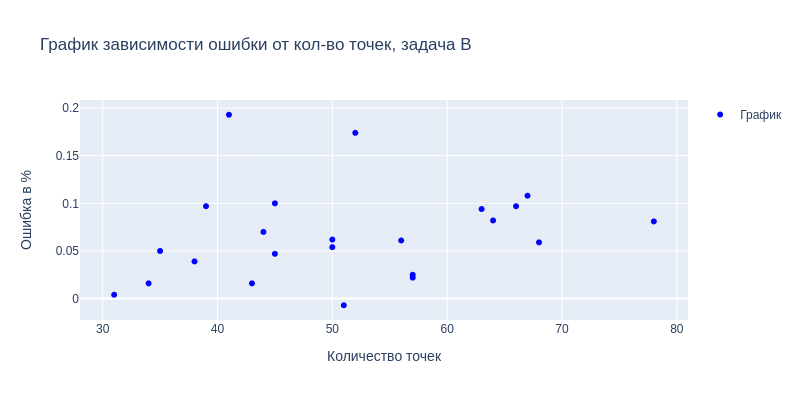 График зависимости ошибки от кол-во точек, задача B
График
0.2
0.15
0.1
0.05
0
Ошибка в %
30 40 50 60 70 80
Количество точек